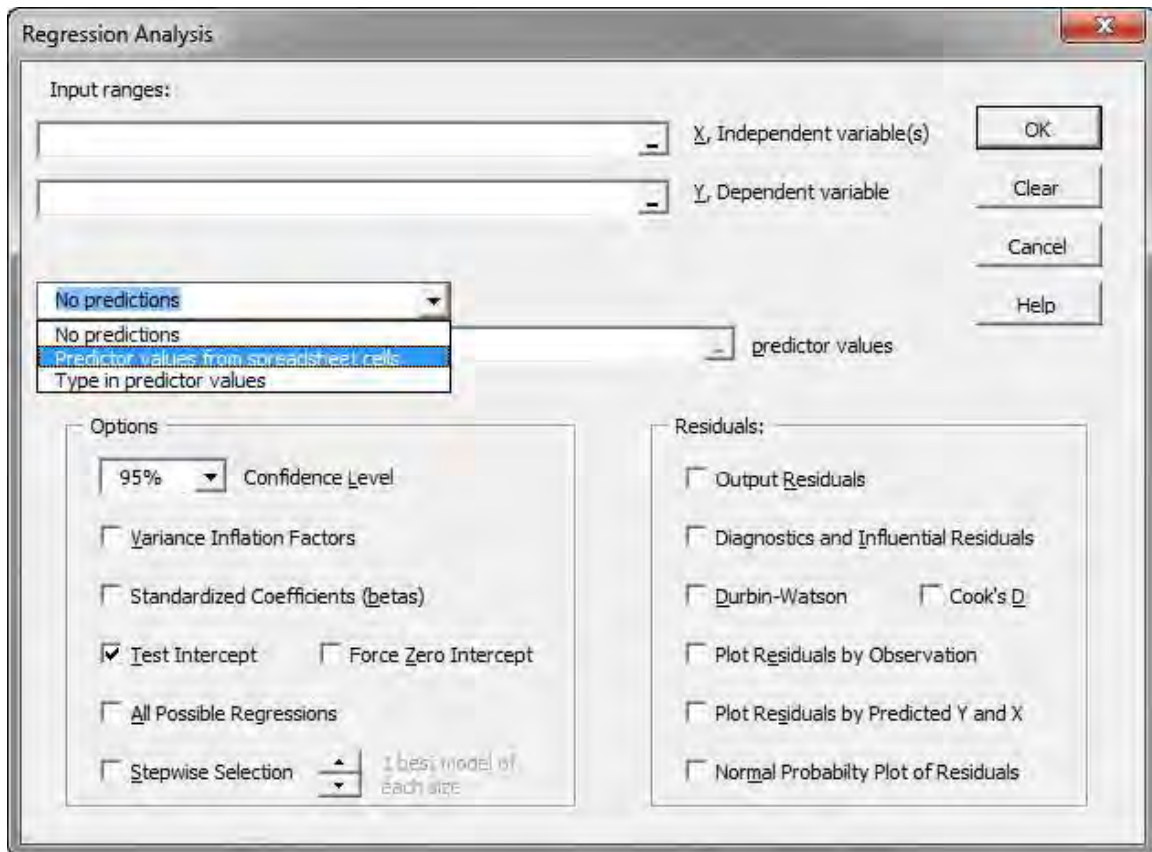 Regression Analysis
Input ranges:
X, Independent variable(s)
OK
Y, Dependent variable
Clear
Cancel
No predictions
Help
No predictions
Predictor values from spreadsheet cells
predictor values
Type in predictor values
Options
95% Confidence Level
Variance Inflation Factors
Standardized Coefficients (betas)
Test Intercept Force Zero Intercept
All Possible Regressions
Stepwise Selection
1 best model of
each size
Residuals:
Output Residuals
Diagnostics and Influential Residuals
Durbin-Watson Cook's D
Plot Residuals by Observation
Plot Residuals by Predicted Y and X
Normal Probabilty Plot of Residuals